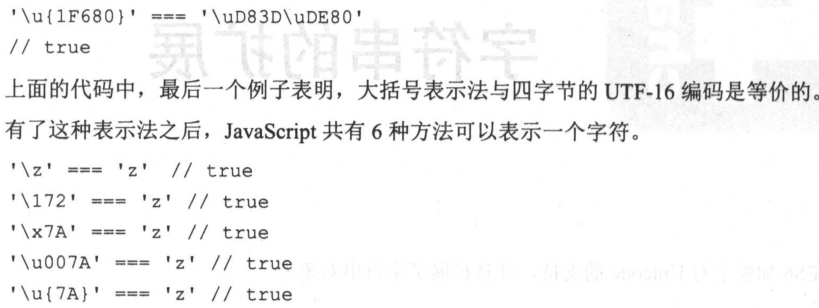 '\u{1F680}' === '\uD83D\uDE80'
// true
上面的代码中，最后一个例子表明，大括号表示法与四字节的 UTF-16 编码是等价的。
有了这种表示法之后，JavaScript 共有 6 种方法可以表示一个字符。
'\z' === 'z' // true
'\172' === 'z' // true
'\x7A' === 'z' // true
'\u007A' === 'z' // true
'\u{7A}' === 'z' // true